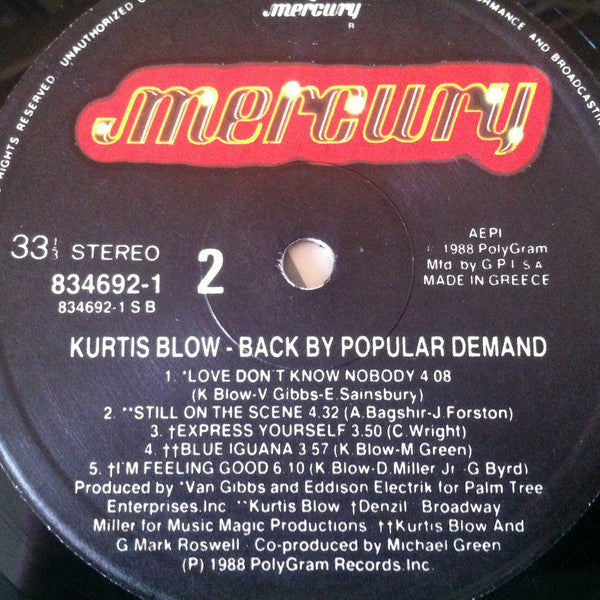 mercury
R
RIGHTS RESERVED. UNAUTHORIZED
RMANCE AND BROADCASTIN
mercury
33⅓ STEREO
2
834692-1
834692-1 S B
AEPI
© 1988 PolyGram
Mfd by G P I S A
MADE IN GREECE
KURTIS BLOW - BACK BY POPULAR DEMAND
1. *LOVE DON'T KNOW NOBODY 4 08
(K Blow-V Gibbs-E.Sainsbury)
2. **STILL ON THE SCENE 4.32 (A.Bagshir-J.Forston)
3. †EXPRESS YOURSELF 3.50 (C.Wright)
4. ††BLUE IGUANA 3 57 (K.Blow-M Green)
5. †I'M FEELING GOOD 6.10 (K Blow-D.Miller Jr.-G Byrd)
Produced by *Van Gibbs and Eddison Electrik for Palm Tree
Enterprises.Inc **Kurtis Blow †Denzil Broadway
Miller for Music Magic Productions ††Kurtis Blow And
G.Mark Roswell Co-produced by Michael Green
(P) 1988 PolyGram Records.Inc.